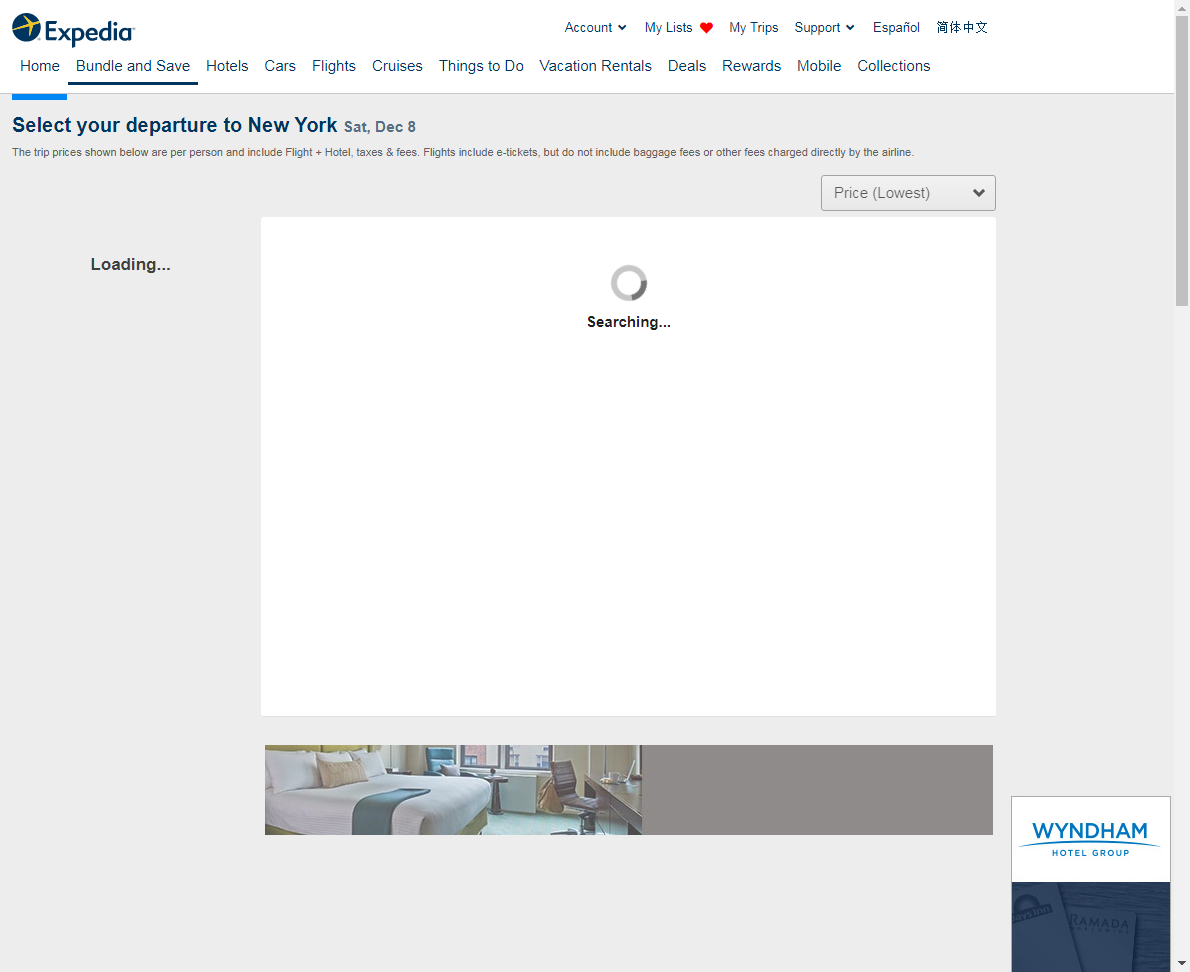 Expedia
Account My Lists My Trips Support Español 简体中文
Home Bundle and Save Hotels Cars Flights Cruises Things to Do Vacation Rentals Deals Rewards Mobile Collections
Select your departure to New York Sat, Dec 8
The trip prices shown below are per person and include Flight + Hotel, taxes & fees. Flights include e-tickets, but do not include baggage fees or other fees charged directly by the airline.
Price (Lowest)
Loading...
Searching...
WYNDHAM
HOTEL GROUP
RAMADA